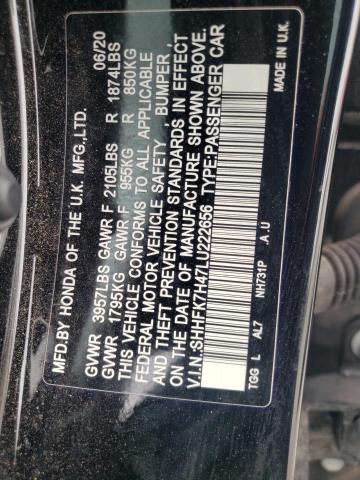 MFD.BY HONDA OF THE U.K. MFG.,LTD. 06/20
GVWR 3957LBS GAWR F 2105LBS R 1874LBS
GVWR 1795KG GAWR F 955KG R 850KG
THIS VEHICLE CONFORMS TO ALL APPLICABLE
FEDERAL MOTOR VEHICLE SAFETY , BUMPER ,
AND THEFT PREVENTION STANDARDS IN EFFECT
ON THE DATE OF MANUFACTURE SHOWN ABOVE.
V.I.N.:SHHFK7H47LU222656 TYPE:PASSENGER CAR
TGG L AL7 NH731P A.U MADE IN U.K.